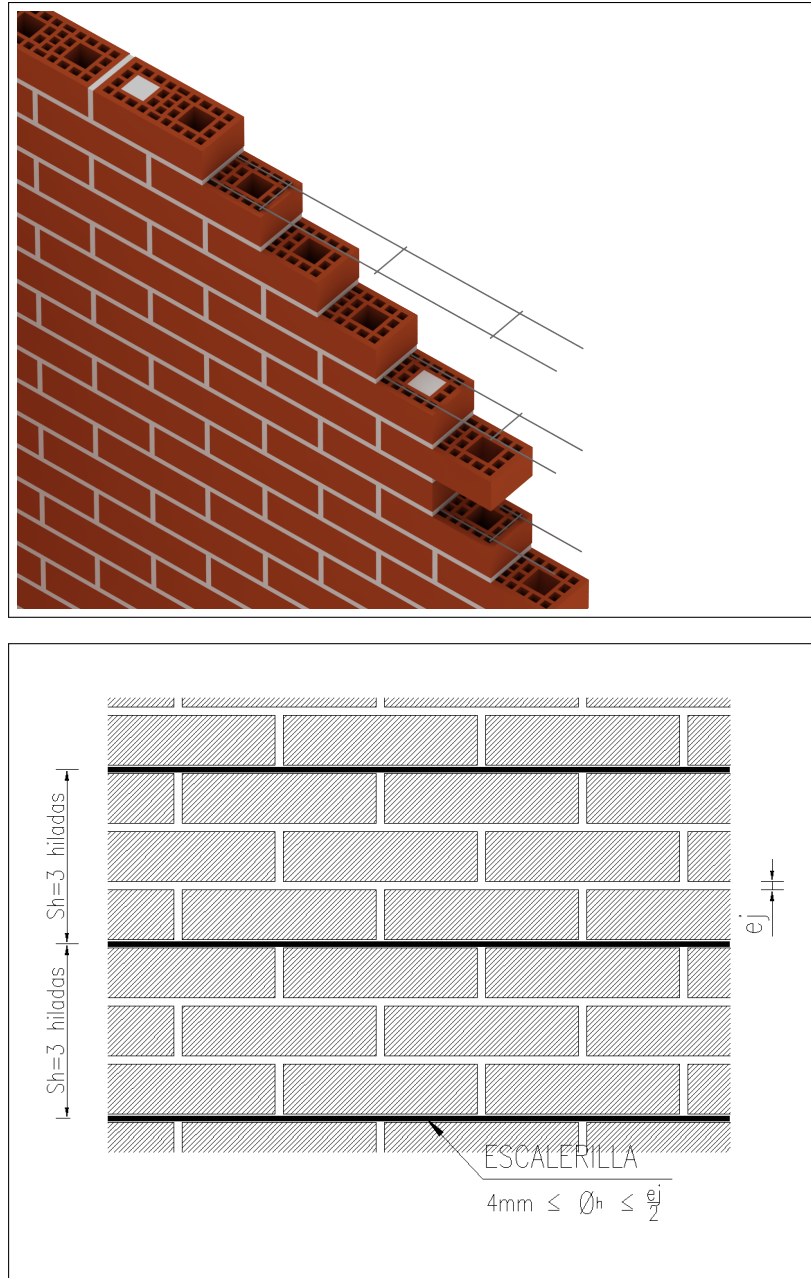 Sh=3 hiladas
Sh=3 hiladas
ej
ESCALERILLA
4mm ≤ Øh ≤ ej/2